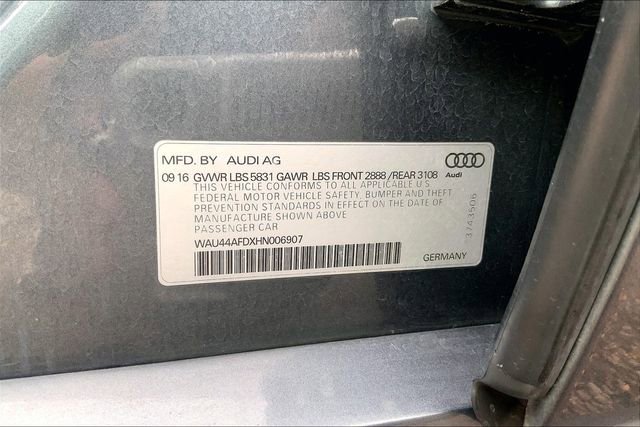 MFD. BY AUDI AG
09 16 GVWR LBS 5831 GAWR LBS FRONT 2888 /REAR 3108
THIS VEHICLE CONFORMS TO ALL APPLICABLE U.S
FEDERAL MOTOR VEHICLE SAFETY, BUMPER AND THEFT
PREVENTION STANDARDS IN EFFECT ON THE DATE OF
MANUFACTURE SHOWN ABOVE
PASSENGER CAR
WAU44AFDXHN006907
GERMANY
Audi
3743506